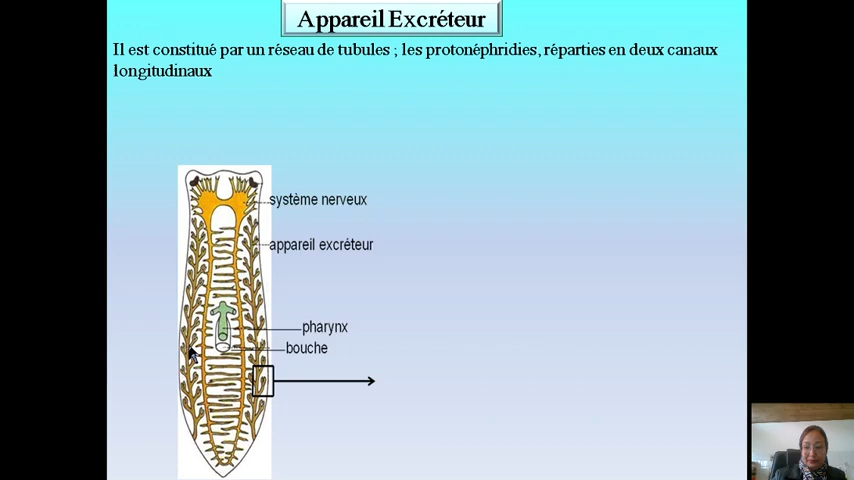 Appareil Excréteur
Il est constitué par un réseau de tubules ; les protonéphridies, réparties en deux canaux
longitudinaux
système nerveux
appareil excréteur
pharynx
bouche